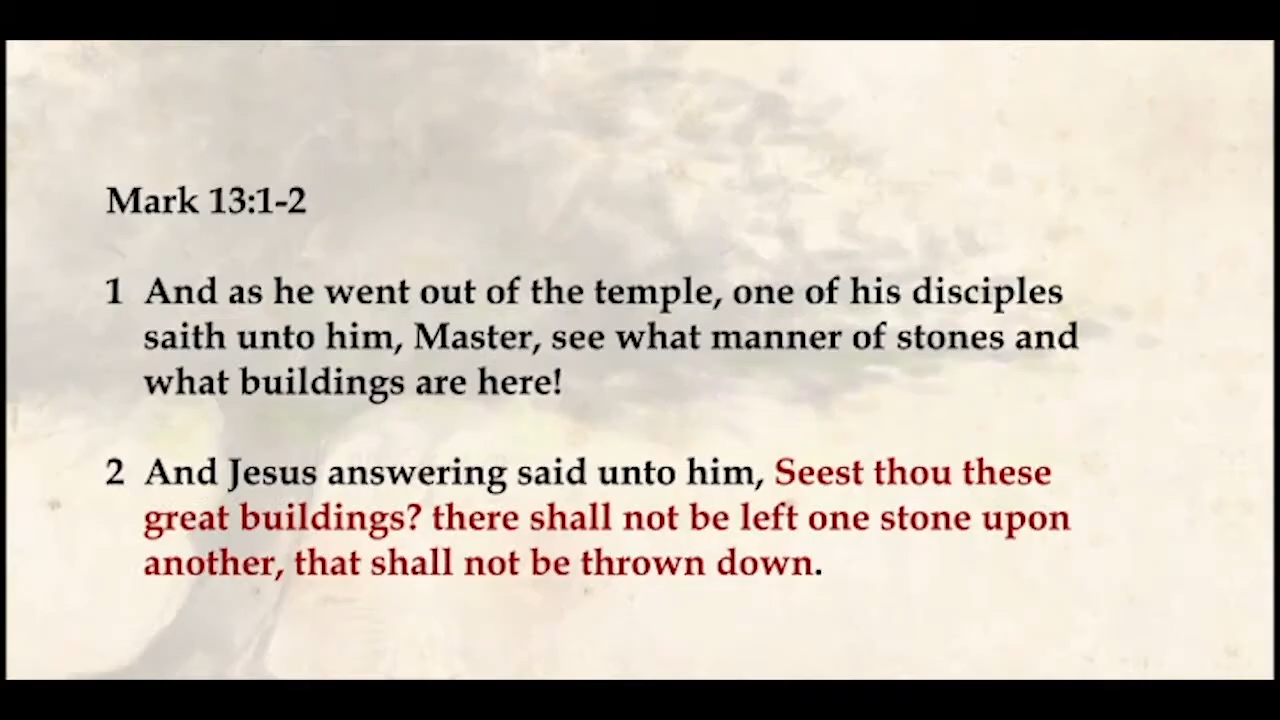 Mark 13:1-2
1 And as he went out of the temple, one of his disciples
saith unto him, Master, see what manner of stones and
what buildings are here!
2 And Jesus answering said unto him, Seest thou these
great buildings? there shall not be left one stone upon
another, that shall not be thrown down.